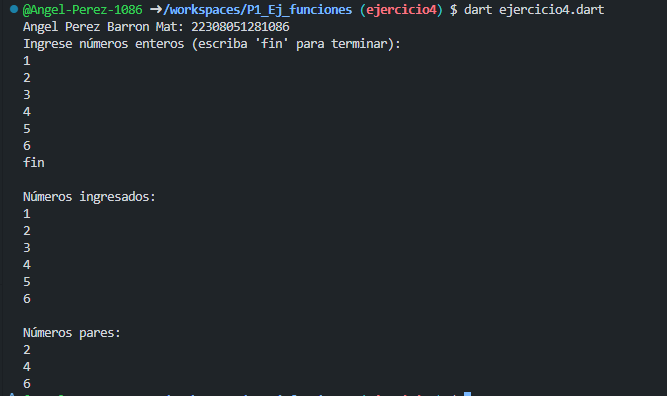 @Angel-Perez-1086 ➜/workspaces/P1_Ej_funciones (ejercicio4) $ dart ejercicio4.dart
Angel Perez Barron Mat: 22308051281086
Ingrese números enteros (escriba 'fin' para terminar):
1
2
3
4
5
6
fin
Números ingresados:
1
2
3
4
5
6
Números pares:
2
4
6